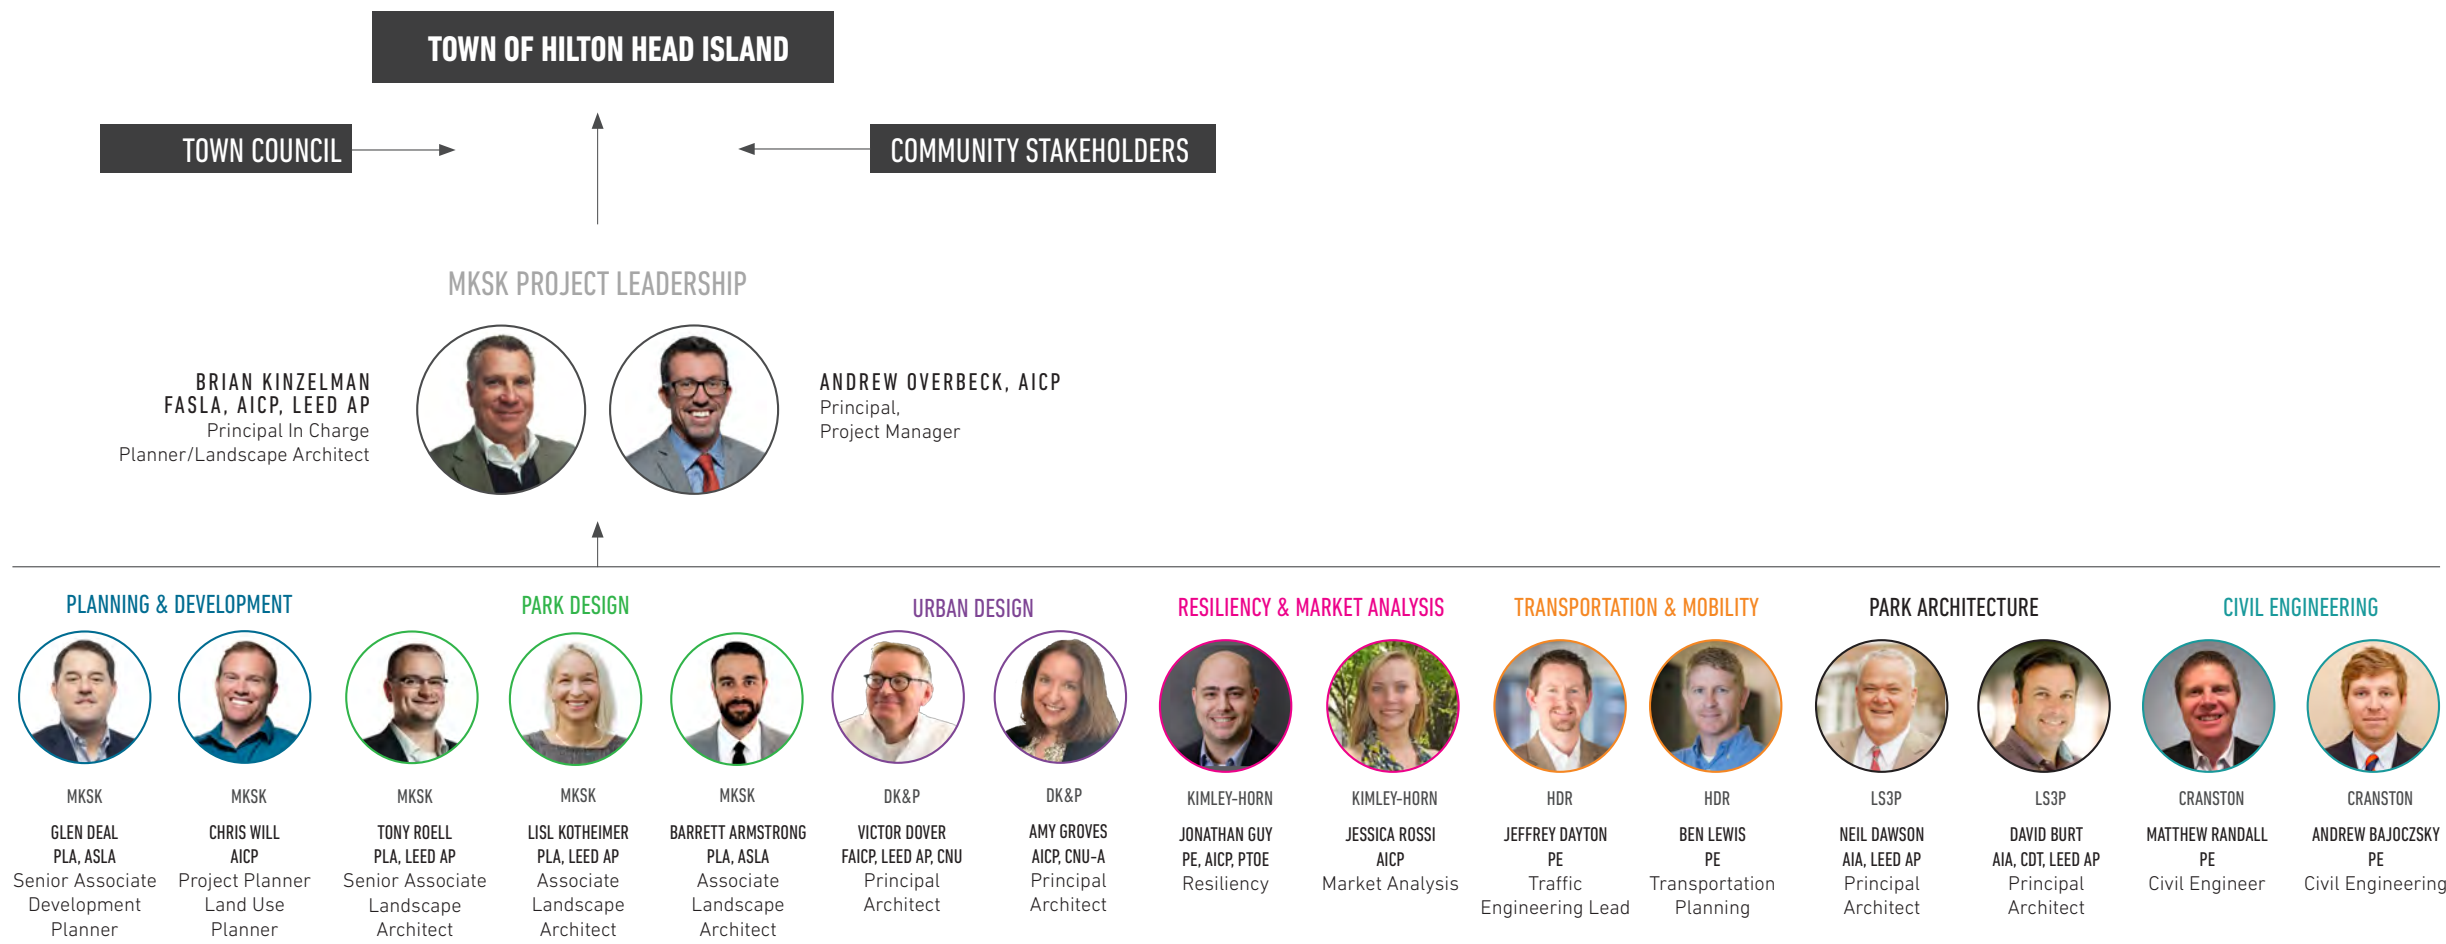 TOWN OF HILTON HEAD ISLAND
TOWN COUNCIL
COMMUNITY STAKEHOLDERS
MKSK PROJECT LEADERSHIP
BRIAN KINZELMAN
FASLA, AICP, LEED AP
Principal In Charge
Planner/Landscape Architect
ANDREW OVERBECK, AICP
Principal,
Project Manager
PLANNING & DEVELOPMENT
MKSK
GLEN DEAL
PLA, ASLA
Senior Associate
Development
Planner
MKSK
CHRIS WILL
AICP
Project Planner
Land Use
Planner
PARK DESIGN
MKSK
TONY ROELL
PLA, LEED AP
Senior Associate
Landscape
Architect
MKSK
LISL KOTHEIMER
PLA, LEED AP
Associate
Landscape
Architect
MKSK
BARRETT ARMSTRONG
PLA, ASLA
Associate
Landscape
Architect
URBAN DESIGN
DK&P
VICTOR DOVER
FAICP, LEED AP, CNU
Principal
Architect
DK&P
AMY GROVES
AICP, CNU-A
Principal
Architect
RESILIENCY & MARKET ANALYSIS
KIMLEY-HORN
JONATHAN GUY
PE, AICP, PTOE
Resiliency
KIMLEY-HORN
JESSICA ROSSI
AICP
Market Analysis
TRANSPORTATION & MOBILITY
HDR
JEFFREY DAYTON
PE
Traffic
Engineering Lead
HDR
BEN LEWIS
PE
Transportation
Planning
PARK ARCHITECTURE
LS3P
NEIL DAWSON
AIA, LEED AP
Principal
Architect
LS3P
DAVID BURT
AIA, CDT, LEED AP
Principal
Architect
CIVIL ENGINEERING
CRANSTON
MATTHEW RANDALL
PE
Civil Engineer
CRANSTON
ANDREW BAJOCZSKY
PE
Civil Engineering